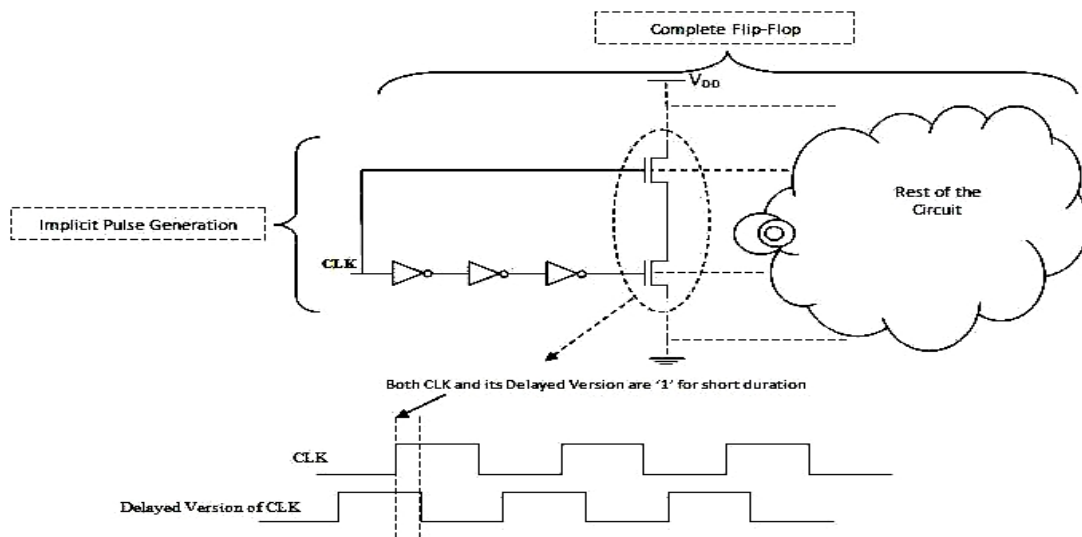 Complete Flip-Flop
VDD
Rest of the
Circuit
Implicit Pulse Generation
CLK
Both CLK and its Delayed Version are '1' for short duration
CLK
Delayed Version of CLK